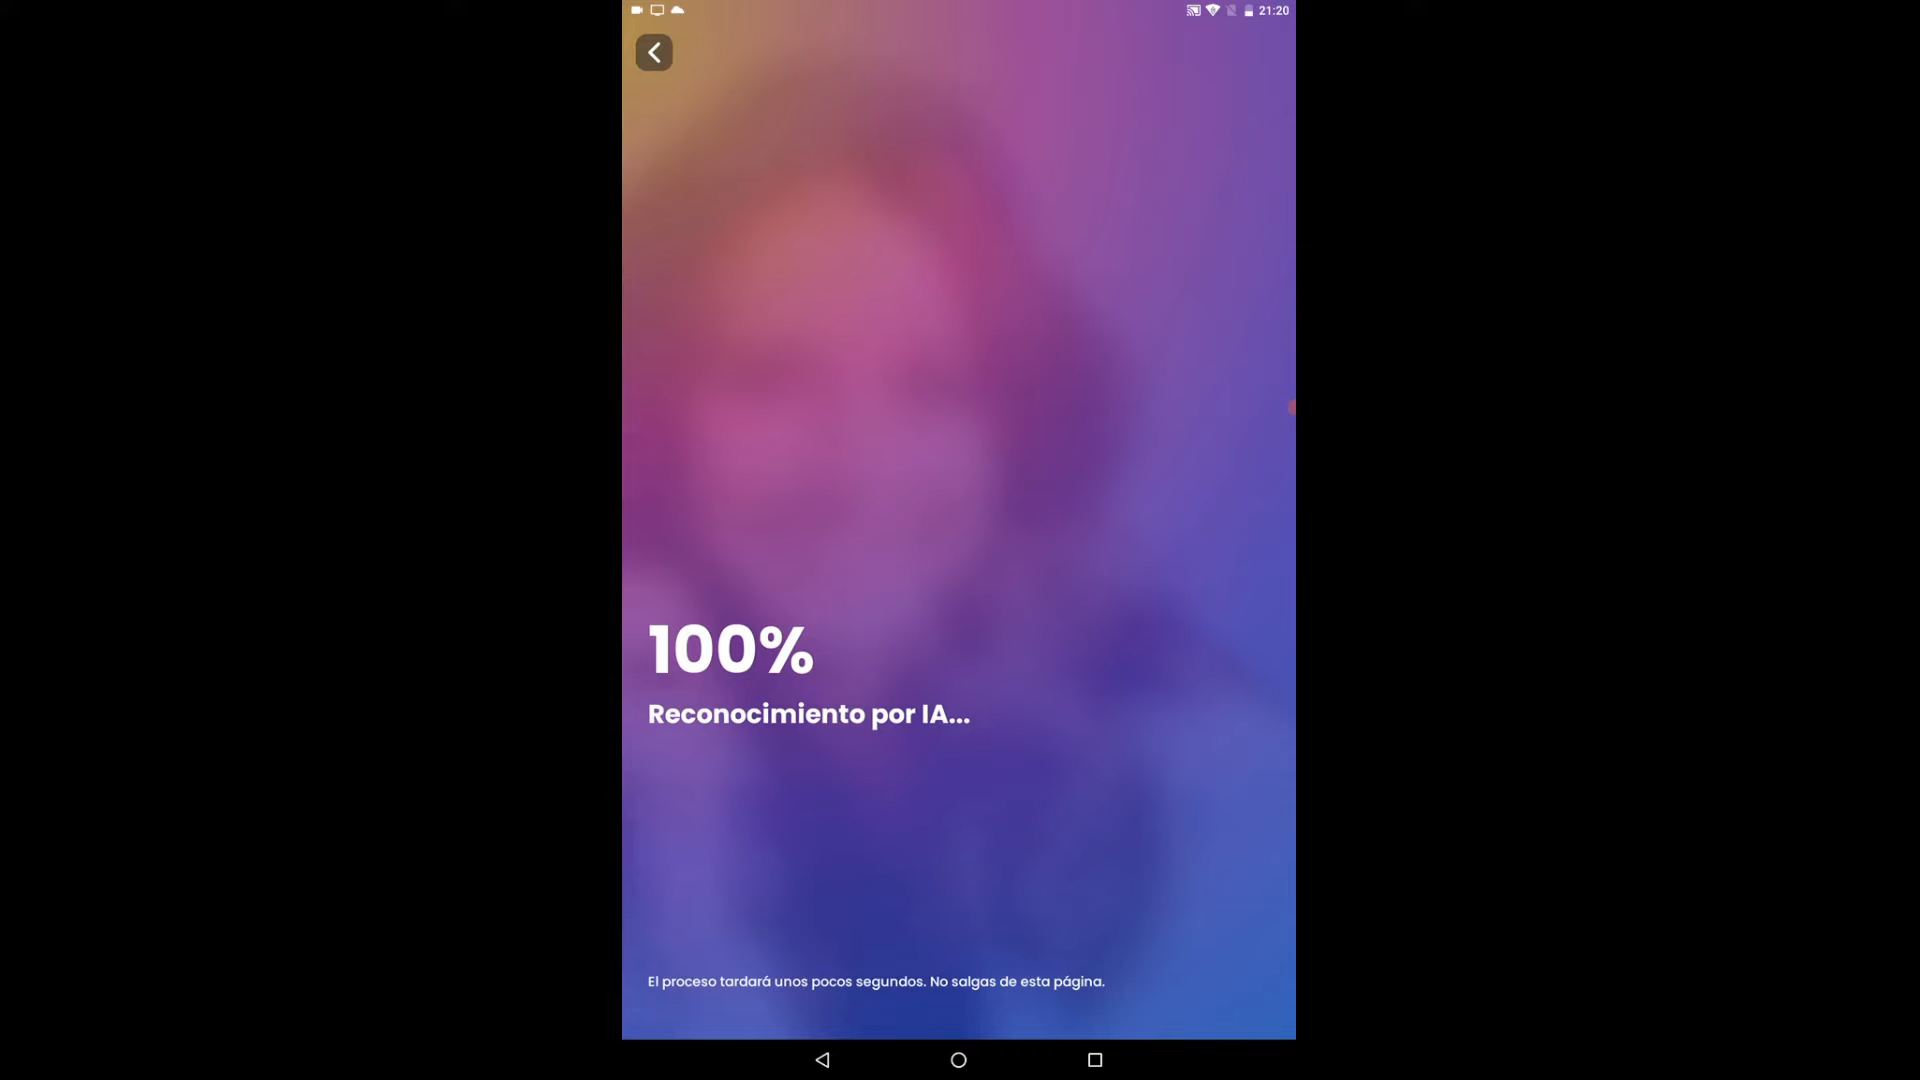 21:20
100%
Reconocimiento por IA...
El proceso tardará unos pocos segundos. No salgas de esta página.